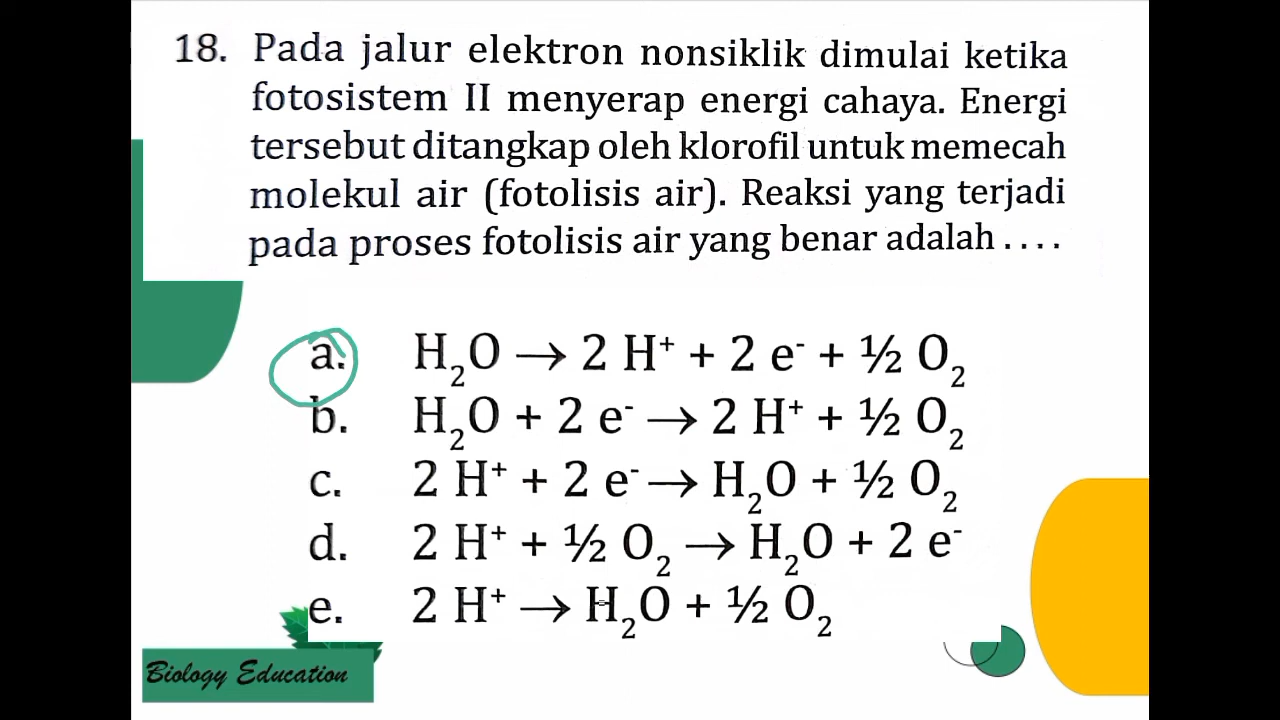 18. Pada jalur elektron nonsiklik dimulai ketika
fotosistem II menyerap energi cahaya. Energi
tersebut ditangkap oleh klorofil untuk memecah
molekul air (fotolisis air). Reaksi yang terjadi
pada proses fotolisis air yang benar adalah . . . .
a. H₂O → 2 H⁺ + 2 e⁻ + ½ O₂
b. H₂O + 2 e⁻ → 2 H⁺ + ½ O₂
c. 2 H⁺ + 2 e⁻ → H₂O + ½ O₂
d. 2 H⁺ + ½ O₂ → H₂O + 2 e⁻
e. 2 H⁺ → H₂O + ½ O₂
Biology Education